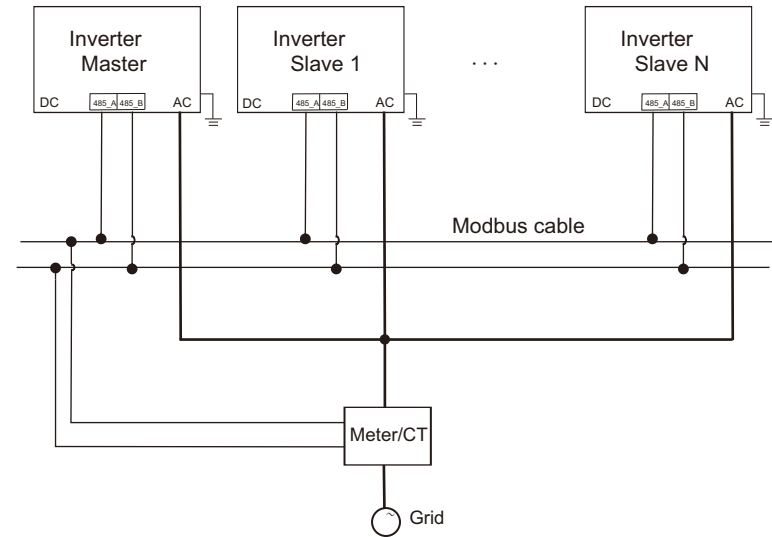 Inverter
Master
DC
485_A
485_B
AC
Inverter
Slave 1
DC
485_A
485_B
AC
. . .
Inverter
Slave N
DC
485_A
485_B
AC
Modbus cable
Meter/CT
~
Grid